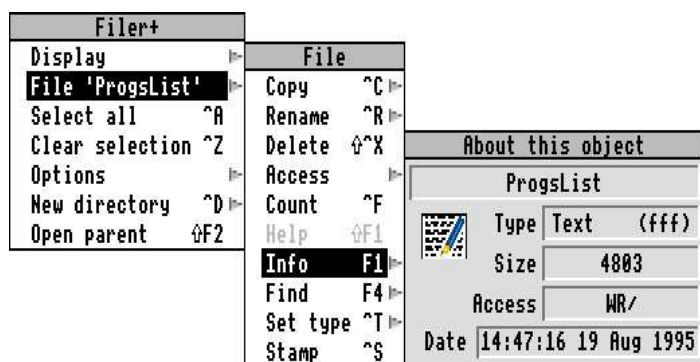 Filer+
Display
File 'ProgsList'
Select all ^A
Clear selection ^Z
Options
New directory ^D
Open parent ⇧F2
File
Copy ^C
Rename ^R
Delete ⇧^X
Access
Count ^F
Help ⇧F1
Info F1
Find F4
Set type ^T
Stamp ^S
About this object
ProgsList
Type Text (fff)
Size 4803
Access WR/
Date 14:47:16 19 Aug 1995